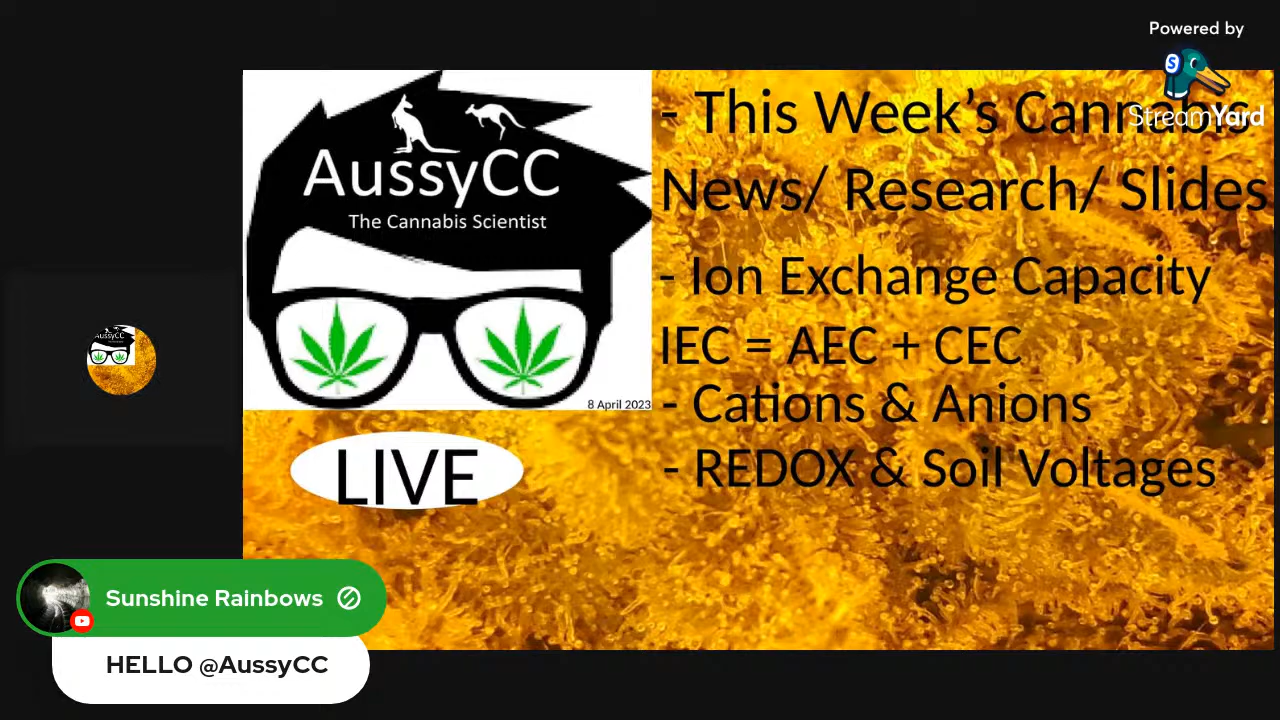 Powered by
StreamYard
AussyCC
The Cannabis Scientist
8 April 2023
LIVE
- This Week’s Cannabis
News/ Research/ Slides
- Ion Exchange Capacity
IEC = AEC + CEC
- Cations & Anions
- REDOX & Soil Voltages
AussyCC
Sunshine Rainbows
HELLO @AussyCC